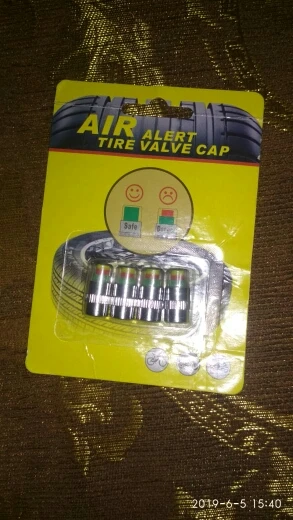 AIR ALERT
TIRE VALVE CAP
Safe
2019-6-5 15:40